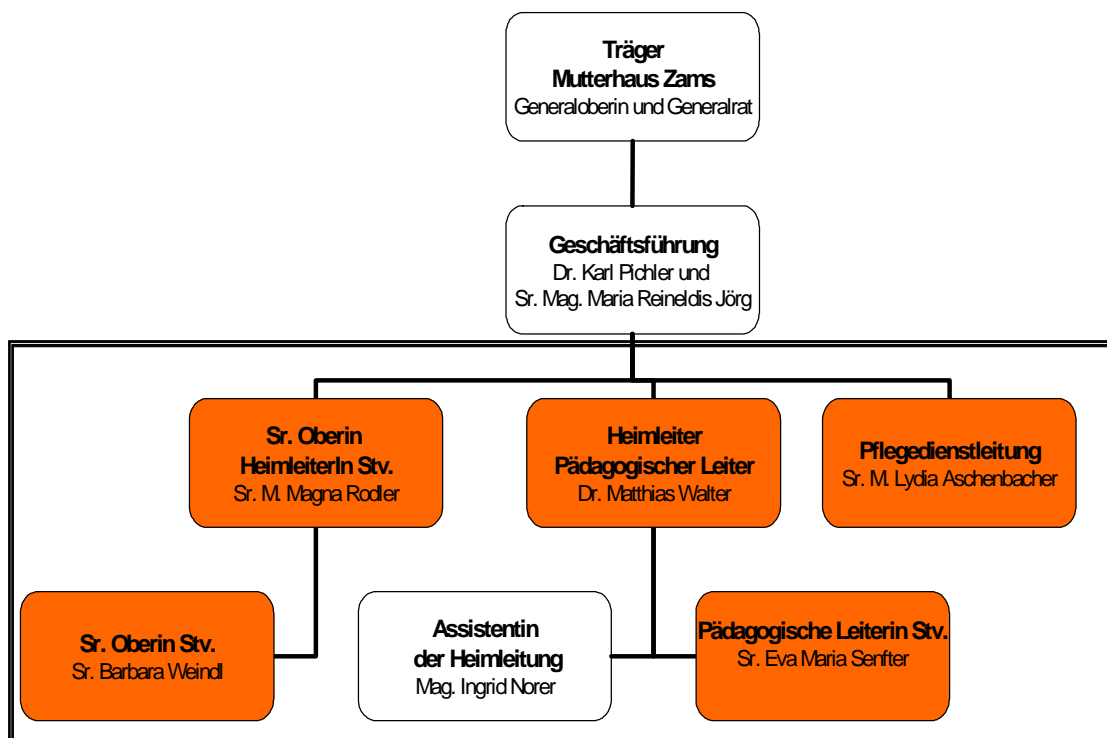 Träger
Mutterhaus Zams
Generaloberin und Generalrat
Geschäftsführung
Dr. Karl Pichler und
Sr. Mag. Maria Reineldis Jörg
Sr. Oberin
HeimleiterIn Stv.
Sr. M. Magna Rodler
Heimleiter
Pädagogischer Leiter
Dr. Matthias Walter
Pflegedienstleitung
Sr. M. Lydia Aschenbacher
Sr. Oberin Stv.
Sr. Barbara Weindl
Assistentin
der Heimleitung
Mag. Ingrid Norer
Pädagogische Leiterin Stv.
Sr. Eva Maria Senfter